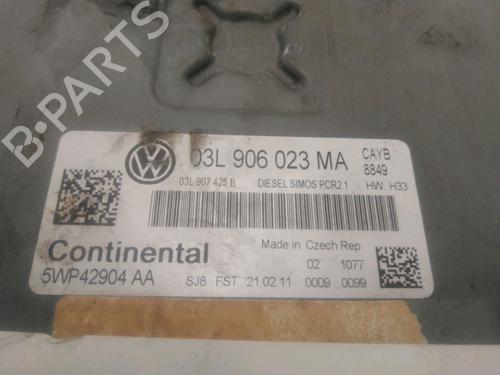 03L 906 023 MA
CAYB
8849
03L 907 425 B
DIESEL SIMOS PCR2.1
HW: H33
Continental
5WP42904 AA
Made in Czech Rep
02 1077
SJ8 FST 21.02.11 0009 0099
B-PARTS